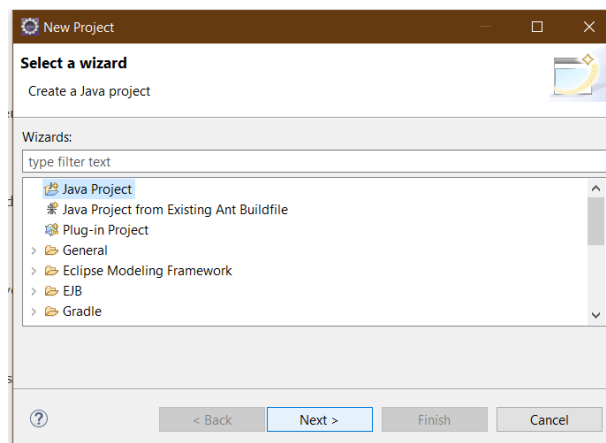 New Project
Select a wizard
Create a Java project
Wizards:
type filter text
Java Project
Java Project from Existing Ant Buildfile
Plug-in Project
General
Eclipse Modeling Framework
EJB
Gradle
? < Back Next > Finish Cancel